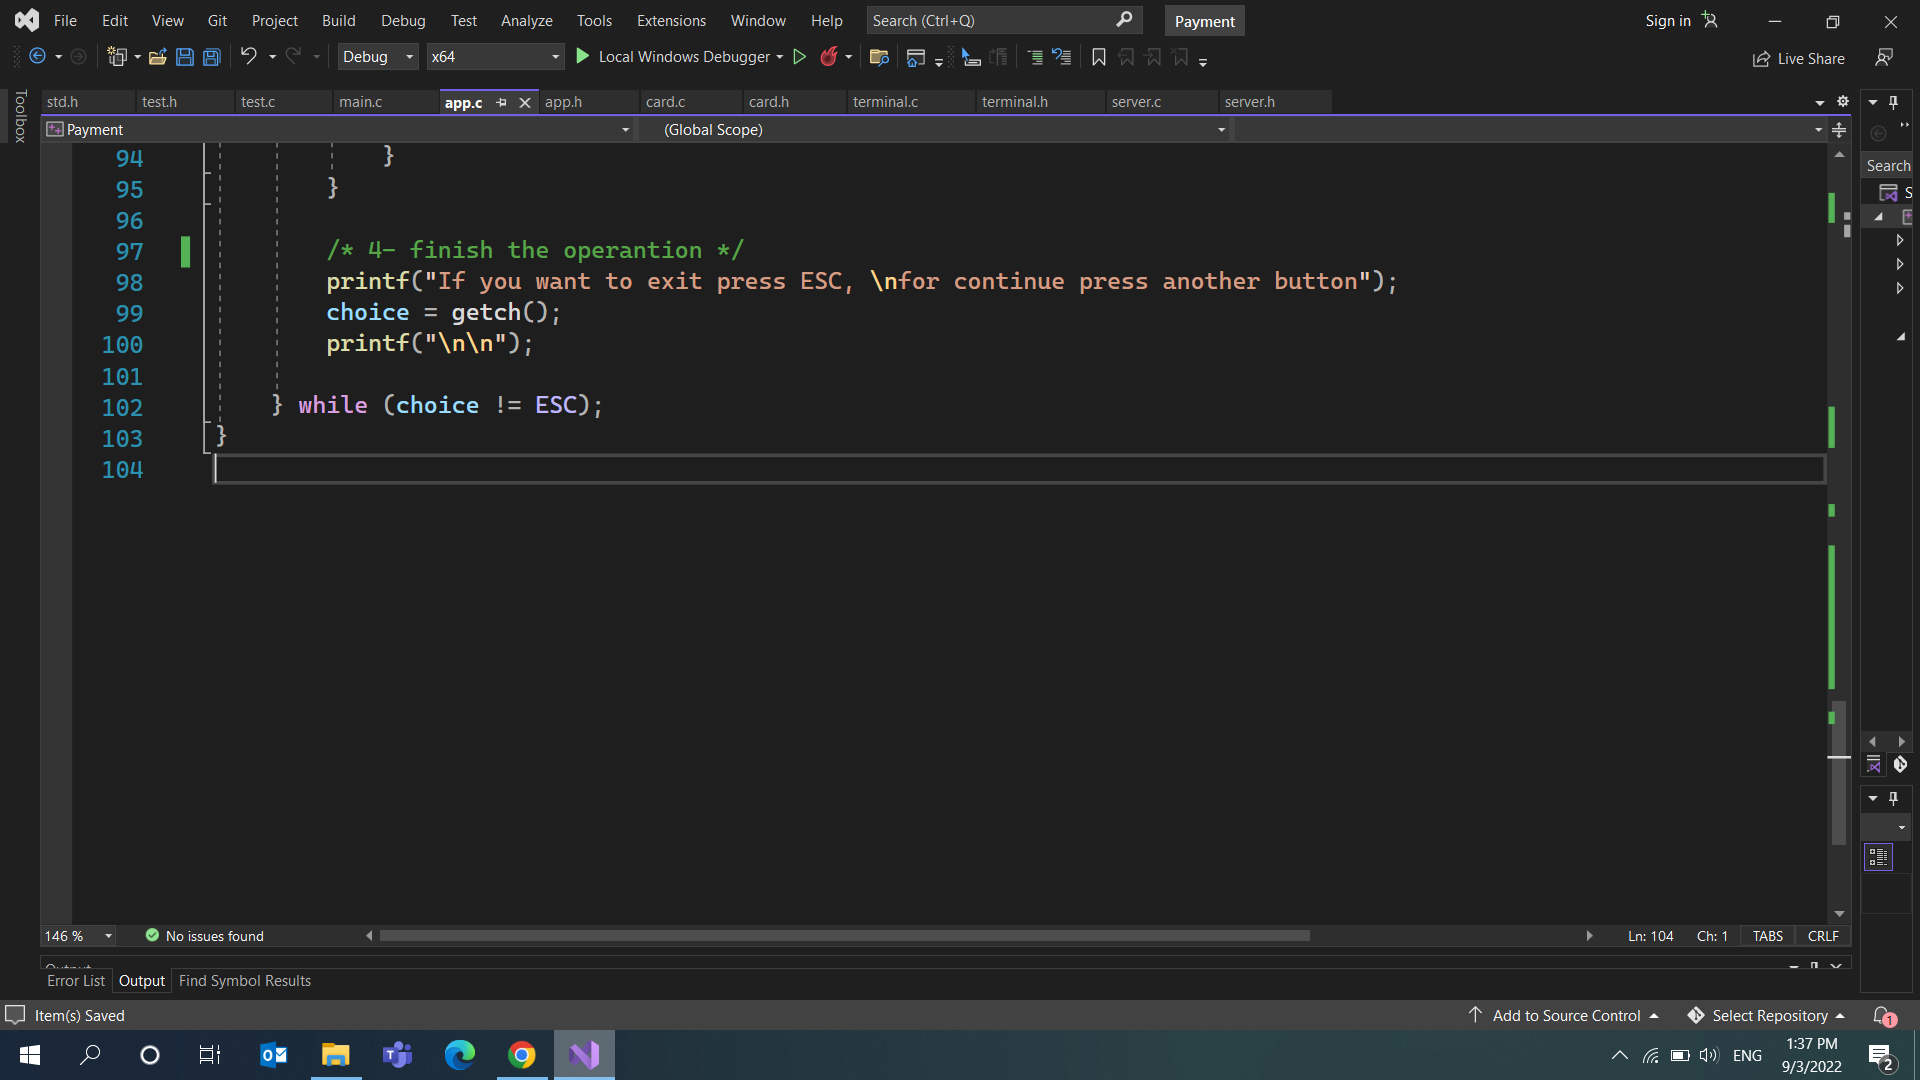 File Edit View Git Project Build Debug Test Analyze Tools Extensions Window Help Search (Ctrl+Q) Payment Sign in
Debug x64 Local Windows Debugger Live Share
Toolbox
std.h test.h test.c main.c app.c app.h card.c card.h terminal.c terminal.h server.c server.h
Payment (Global Scope)
Search
S
94 }
95 }
96
97 /* 4- finish the operantion */
98 printf("If you want to exit press ESC, \nfor continue press another button");
99 choice = getch();
100 printf("\n\n");
101
102 } while (choice != ESC);
103 }
104
146 % No issues found Ln: 104 Ch: 1 TABS CRLF
Output
Error List Output Find Symbol Results
Item(s) Saved Add to Source Control Select Repository 1
ENG 1:37 PM
9/3/2022 2